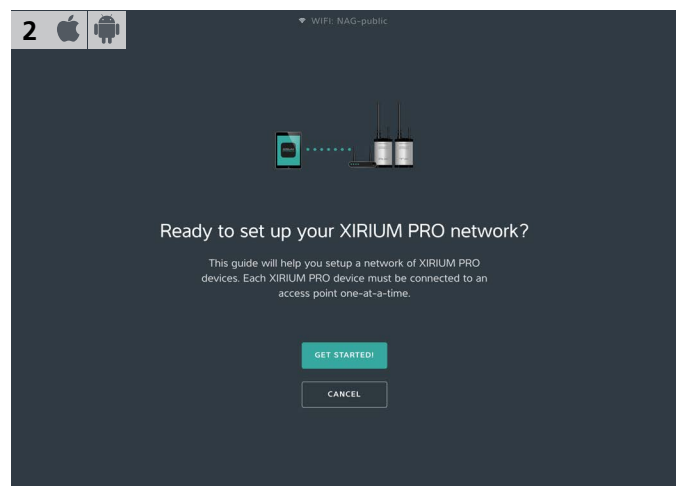 2
WIFI: NAG-public
Ready to set up your XIRIUM PRO network?
This guide will help you setup a network of XIRIUM PRO
devices. Each XIRIUM PRO device must be connected to an
access point one-at-a-time.
GET STARTED!
CANCEL